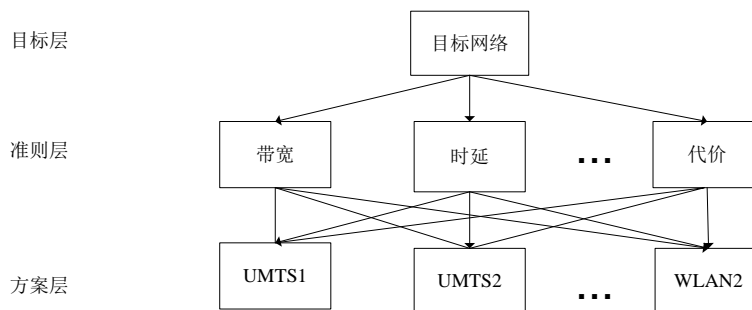 目标层
目标网络
准则层
带宽
时延
...
代价
方案层
UMTS1
UMTS2
...
WLAN2